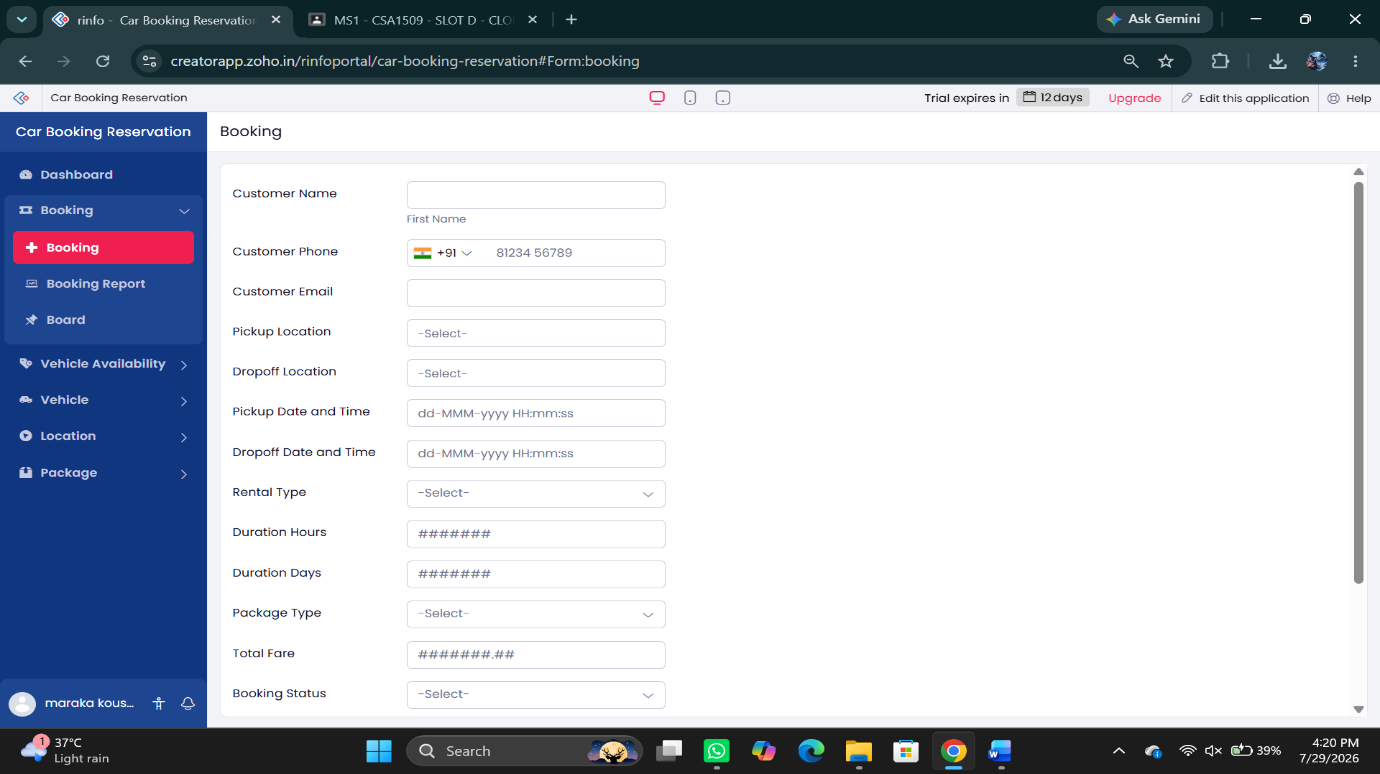 rinfo - Car Booking Reservation
MS1 - CSA1509 - SLOT D - CLO
Ask Gemini
creatorapp.zoho.in/rinfoportal/car-booking-reservation#Form:booking
Car Booking Reservation
Trial expires in 12 days Upgrade Edit this application Help
Car Booking Reservation
Dashboard
Booking
Booking
Booking Report
Board
Vehicle Availability
Vehicle
Location
Package
maraka kous...
Booking
Customer Name
First Name
Customer Phone +91 81234 56789
Customer Email
Pickup Location -Select-
Dropoff Location -Select-
Pickup Date and Time dd-MMM-yyyy HH:mm:ss
Dropoff Date and Time dd-MMM-yyyy HH:mm:ss
Rental Type -Select-
Duration Hours #######
Duration Days #######
Package Type -Select-
Total Fare #######.##
Booking Status -Select-
1
37°C
Light rain
Search
39%
4:20 PM
7/29/2026